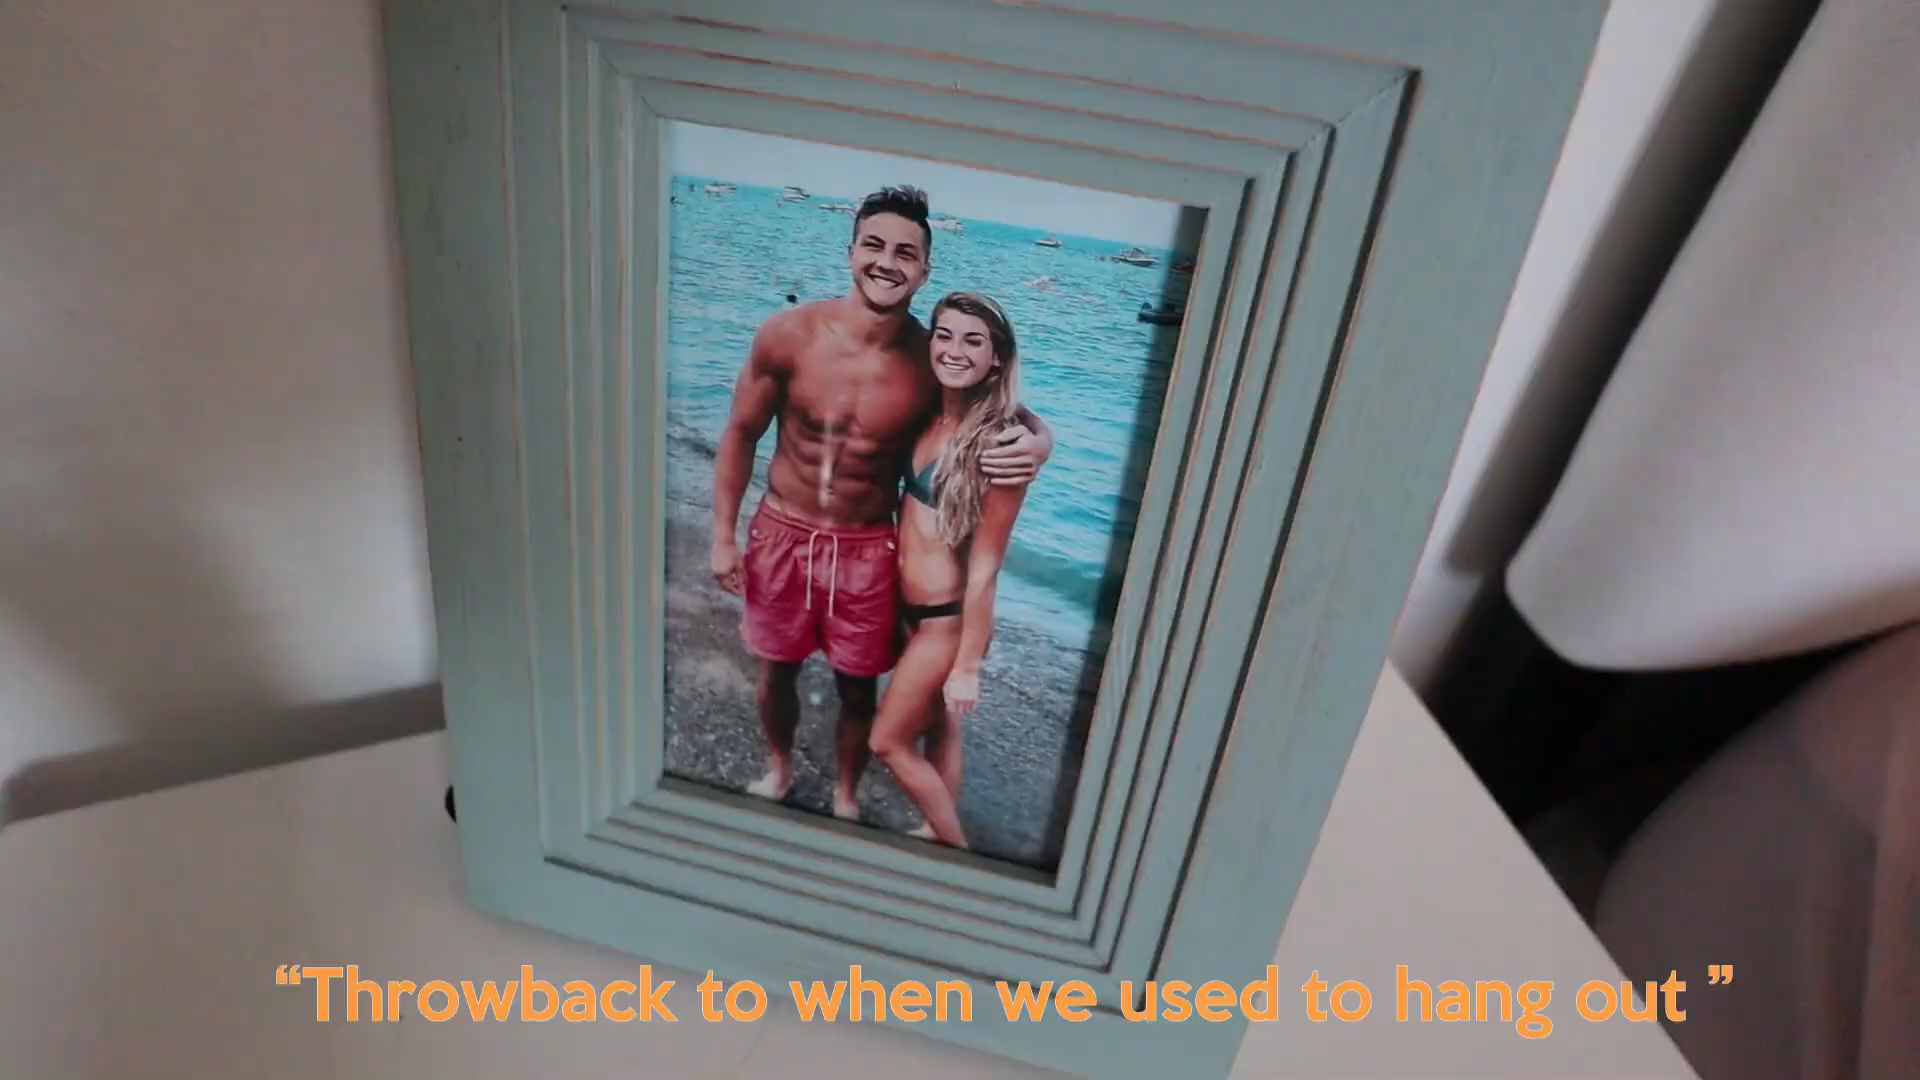 “Throwback to when we used to hang out ”